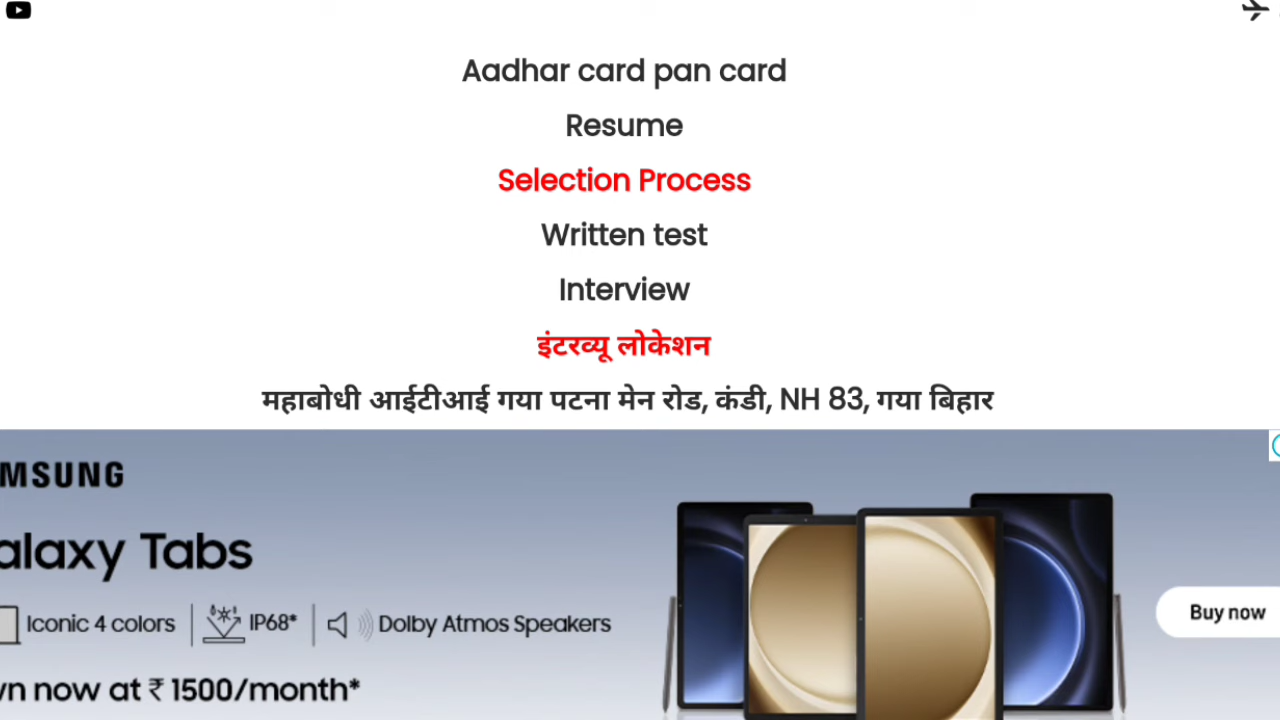 Aadhar card pan card
Resume
Selection Process
Written test
Interview
इंटरव्यू लोकेशन
महाबोधी आईटीआई गया पटना मेन रोड, कंडी, NH 83, गया बिहार
MSUNG
alaxy Tabs
Iconic 4 colors IP68* Dolby Atmos Speakers
Buy now
vn now at ₹ 1500/month*